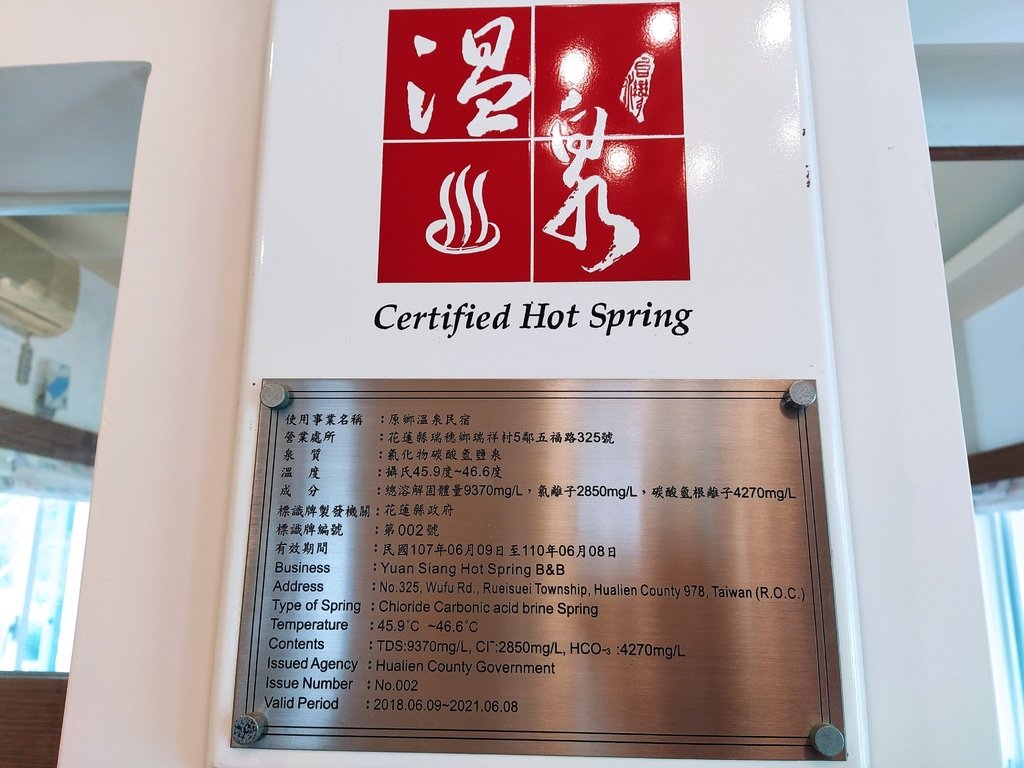 溫泉
台灣
Certified Hot Spring
使用事業名稱 :原鄉溫泉民宿
營業處所 :花蓮縣瑞穗鄉瑞祥村5鄰五福路325號
泉 質 :氯化物碳酸氫鹽泉
溫 度 :攝氏45.9度~46.6度
成 分 :總溶解固體量9370mg/L,氯離子2850mg/L,碳酸氫根離子4270mg/L
標識牌製發機關:花蓮縣政府
標識牌編號 :第002號
有效期間 :民國107年06月09日至110年06月08日
Business :Yuan Siang Hot Spring B&B
Address :No.325, Wufu Rd., Rueisuei Township, Hualien County 978, Taiwan (R.O.C.)
Type of Spring :Chloride Carbonic acid brine Spring
Temperature :45.9℃ ~46.6℃
Contents :TDS:9370mg/L, Cl⁻:2850mg/L, HCO-₃ :4270mg/L
Issued Agency :Hualien County Government
Issue Number :No.002
Valid Period :2018.06.09~2021.06.08